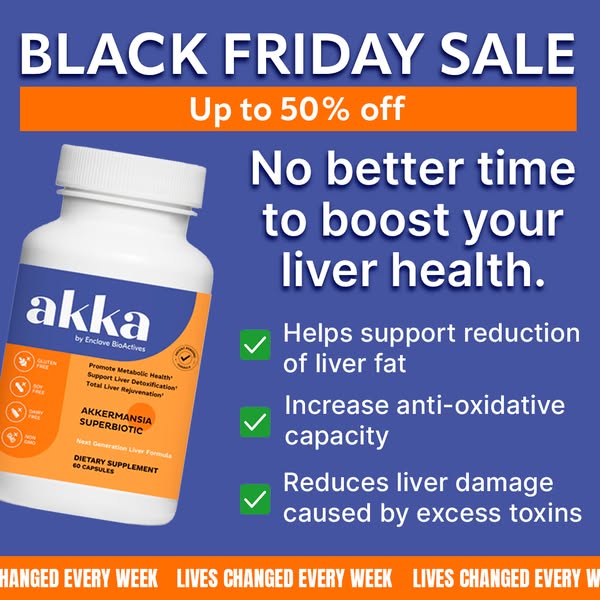 BLACK FRIDAY SALE
Up to 50% off
No better time
to boost your
liver health.
akka
by Enclove BioActives
GLUTEN
FREE
SOY
FREE
DAIRY
FREE
NON
GMO
Promote Metabolic Health†
Support Liver Detoxification†
Total Liver Rejuvenation†
AKKERMANSIA
SUPERBIOTIC
Next Generation Liver Formula
DIETARY SUPPLEMENT
60 CAPSULES
Helps support reduction
of liver fat
Increase anti-oxidative
capacity
Reduces liver damage
caused by excess toxins
HANGED EVERY WEEK LIVES CHANGED EVERY WEEK LIVES CHANGED EVERY W